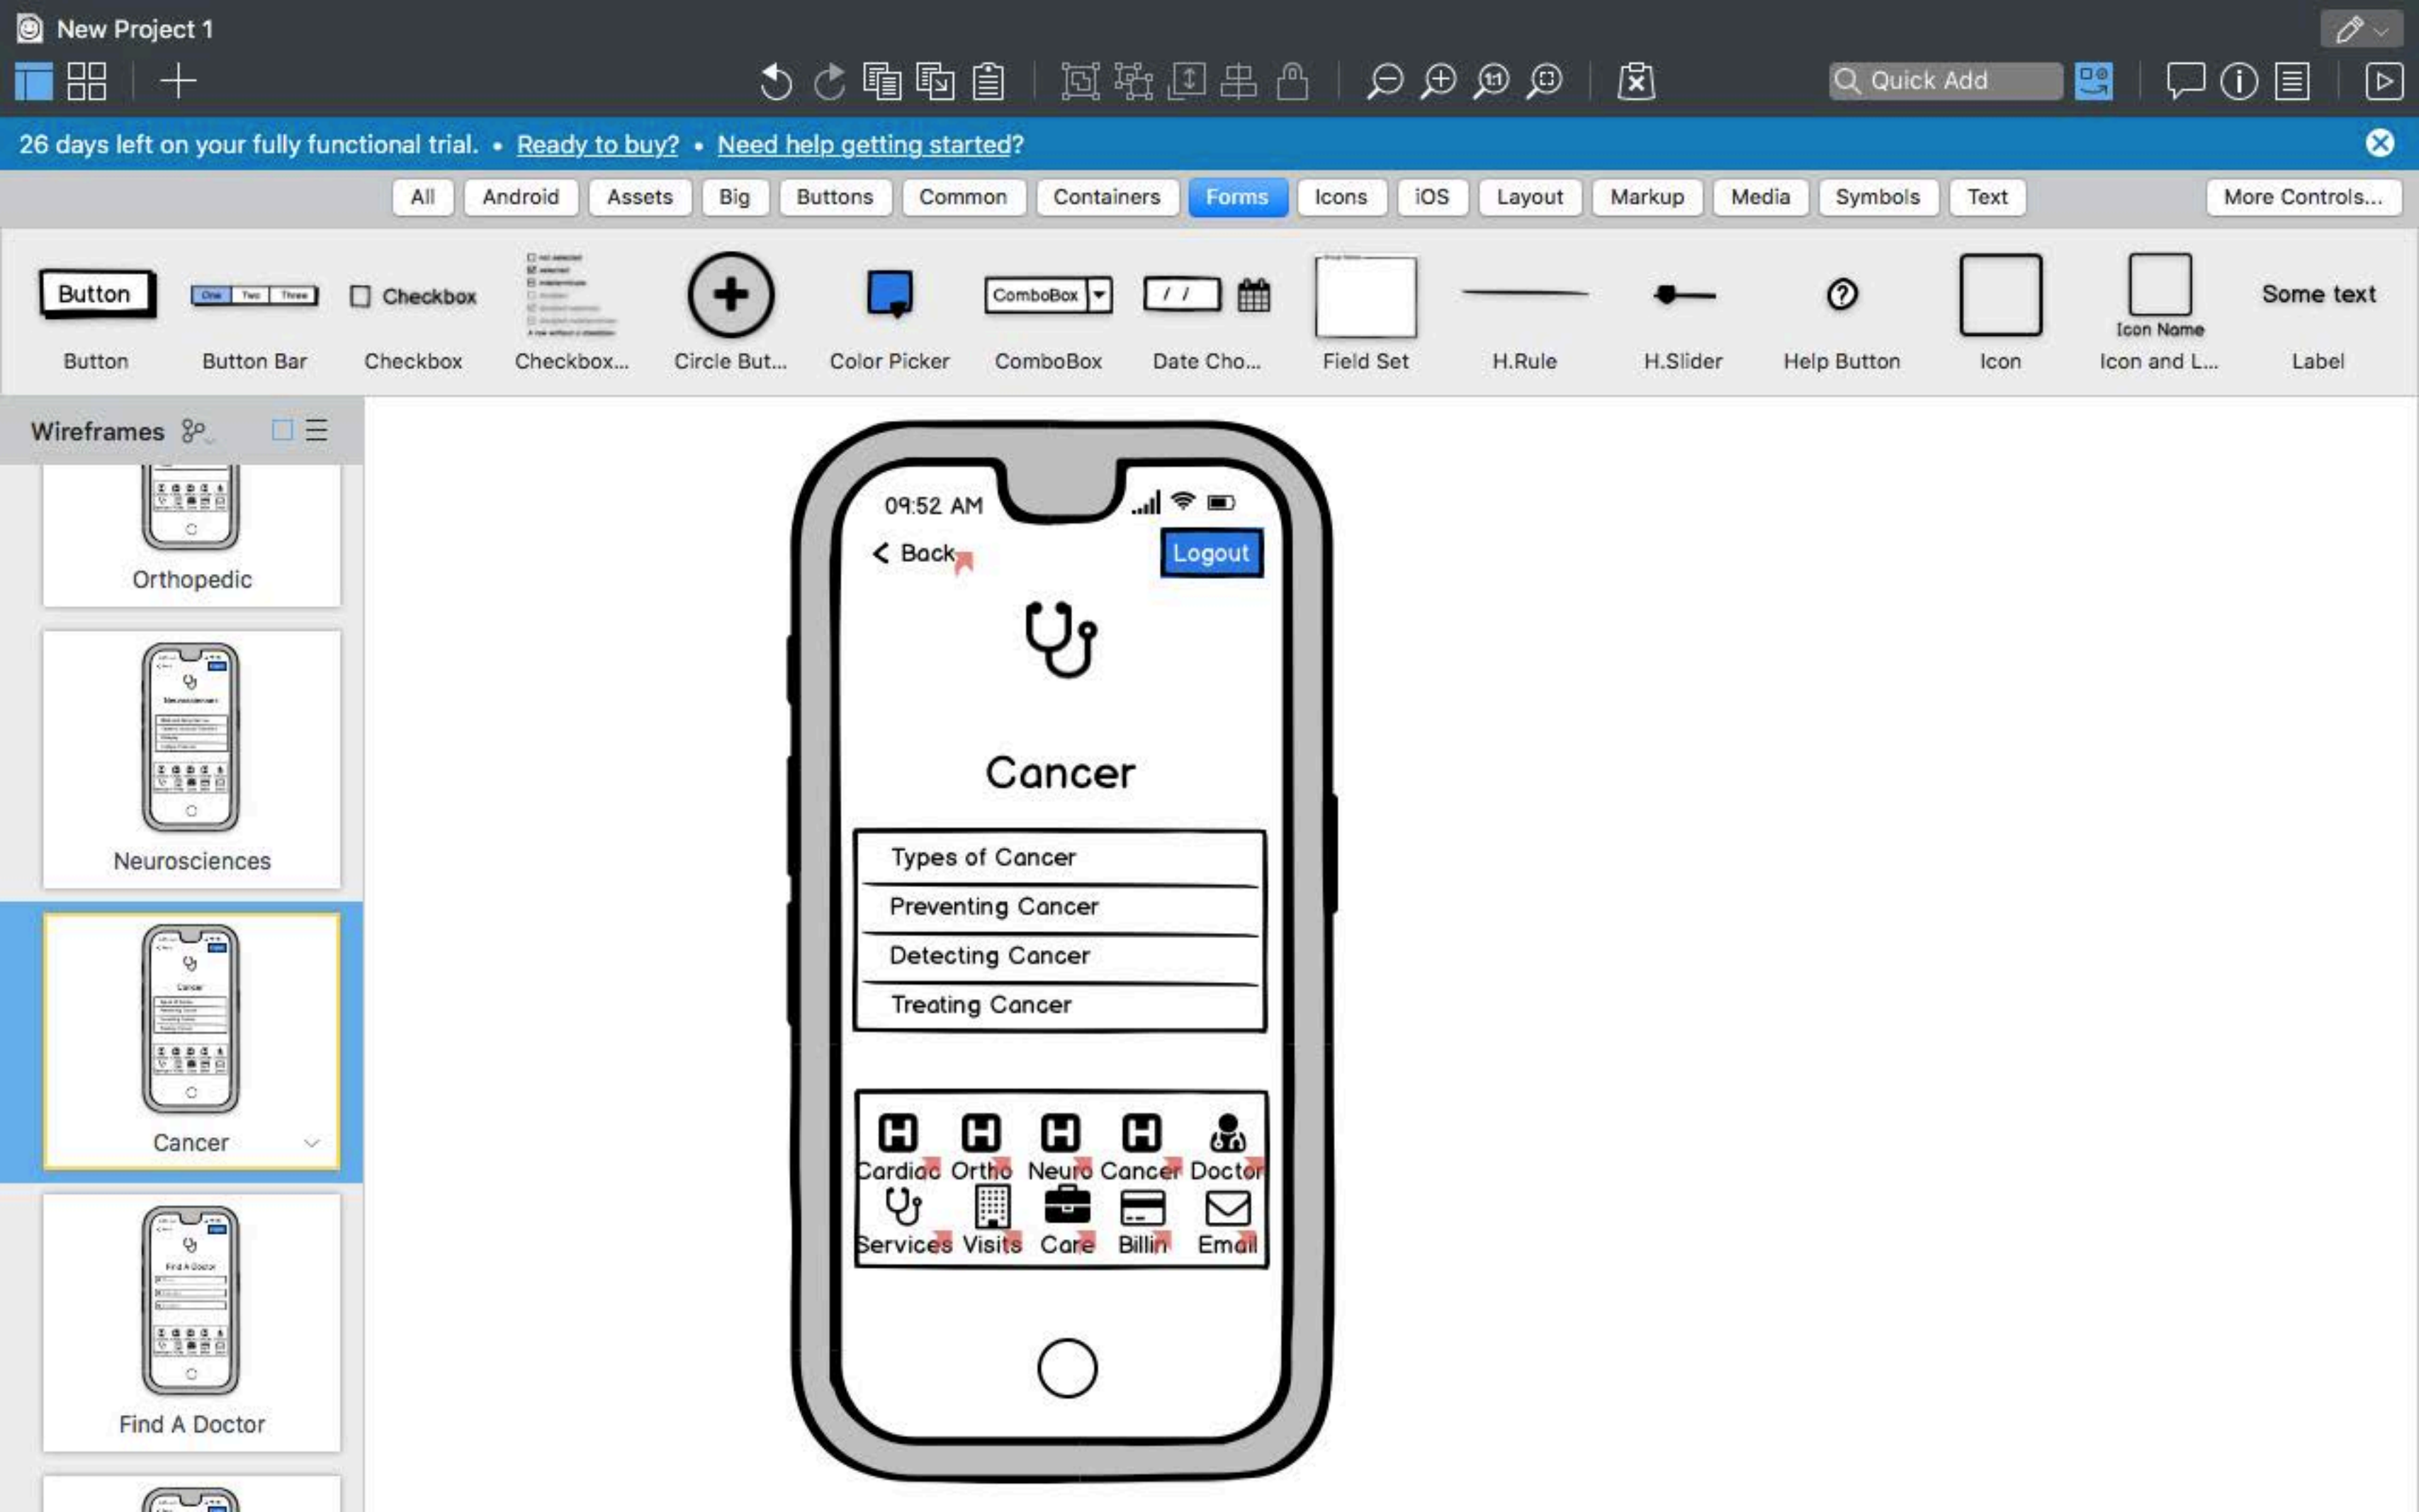 New Project 1
Quick Add
26 days left on your fully functional trial. • Ready to buy? • Need help getting started?
All Android Assets Big Buttons Common Containers Forms Icons iOS Layout Markup Media Symbols Text More Controls...
Button One Two Three Checkbox ComboBox / / Icon Name Some text
Button Button Bar Checkbox Checkbox... Circle But... Color Picker ComboBox Date Cho... Field Set H.Rule H.Slider Help Button Icon Icon and L... Label
Wireframes
Orthopedic
Neurosciences
Cancer
Find A Doctor
09:52 AM
Back Logout
Cancer
Types of Cancer
Preventing Cancer
Detecting Cancer
Treating Cancer
Cardiac Ortho Neuro Cancer Doctor
Services Visits Care Billin Email